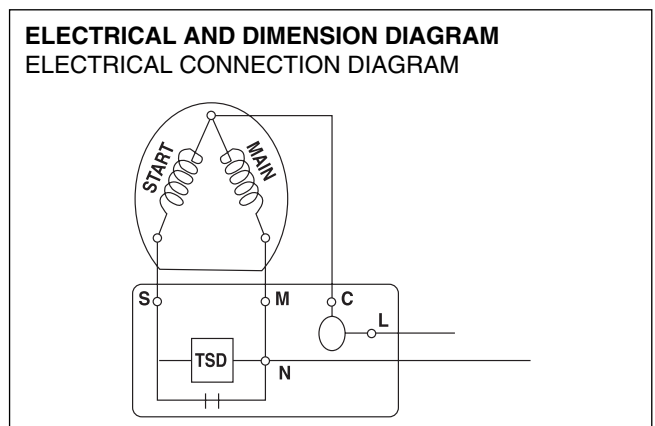 ELECTRICAL AND DIMENSION DIAGRAM
ELECTRICAL CONNECTION DIAGRAM
START
MAIN
S
M
C
L
TSD
N